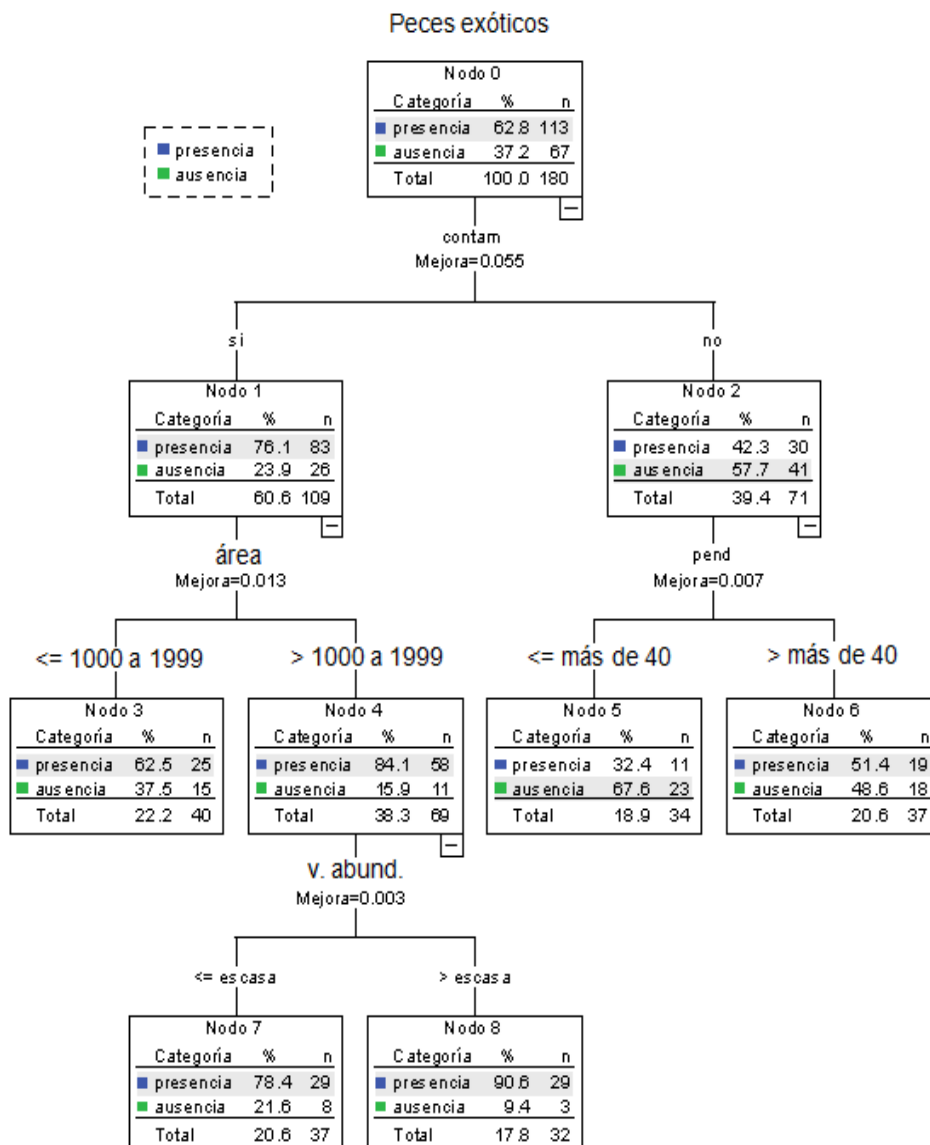 Peces exóticos
Nodo 0
Categoría % n
presencia 62.8 113
ausencia 37.2 67
Total 100.0 180
presencia
ausencia
contam
Mejora=0.055
si
no
Nodo 1
Categoría % n
presencia 76.1 83
ausencia 23.9 26
Total 60.6 109
Nodo 2
Categoría % n
presencia 42.3 30
ausencia 57.7 41
Total 39.4 71
área
Mejora=0.013
pend
Mejora=0.007
<= 1000 a 1999
> 1000 a 1999
<= más de 40
> más de 40
Nodo 3
Categoría % n
presencia 62.5 25
ausencia 37.5 15
Total 22.2 40
Nodo 4
Categoría % n
presencia 84.1 58
ausencia 15.9 11
Total 38.3 69
Nodo 5
Categoría % n
presencia 32.4 11
ausencia 67.6 23
Total 18.9 34
Nodo 6
Categoría % n
presencia 51.4 19
ausencia 48.6 18
Total 20.6 37
v. abund.
Mejora=0.003
<= escasa
> escasa
Nodo 7
Categoría % n
presencia 78.4 29
ausencia 21.6 8
Total 20.6 37
Nodo 8
Categoría % n
presencia 90.6 29
ausencia 9.4 3
Total 17.8 32